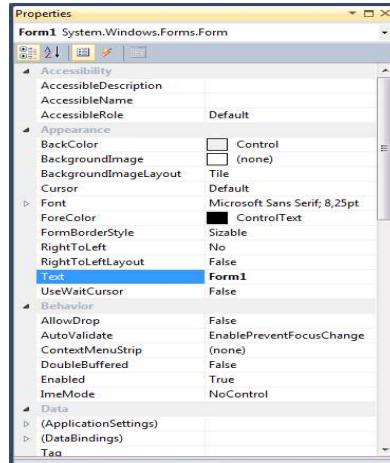 Properties
Form1 System.Windows.Forms.Form
Accessibility
AccessibleDescription
AccessibleName
AccessibleRole Default
Appearance
BackColor Control
BackgroundImage (none)
BackgroundImageLayout Tile
Cursor Default
Font Microsoft Sans Serif; 8,25pt
ForeColor ControlText
FormBorderStyle Sizable
RightToLeft No
RightToLeftLayout False
Text Form1
UseWaitCursor False
Behavior
AllowDrop False
AutoValidate EnablePreventFocusChange
ContextMenuStrip (none)
DoubleBuffered False
Enabled True
ImeMode NoControl
Data
(ApplicationSettings)
(DataBindings)
Tag